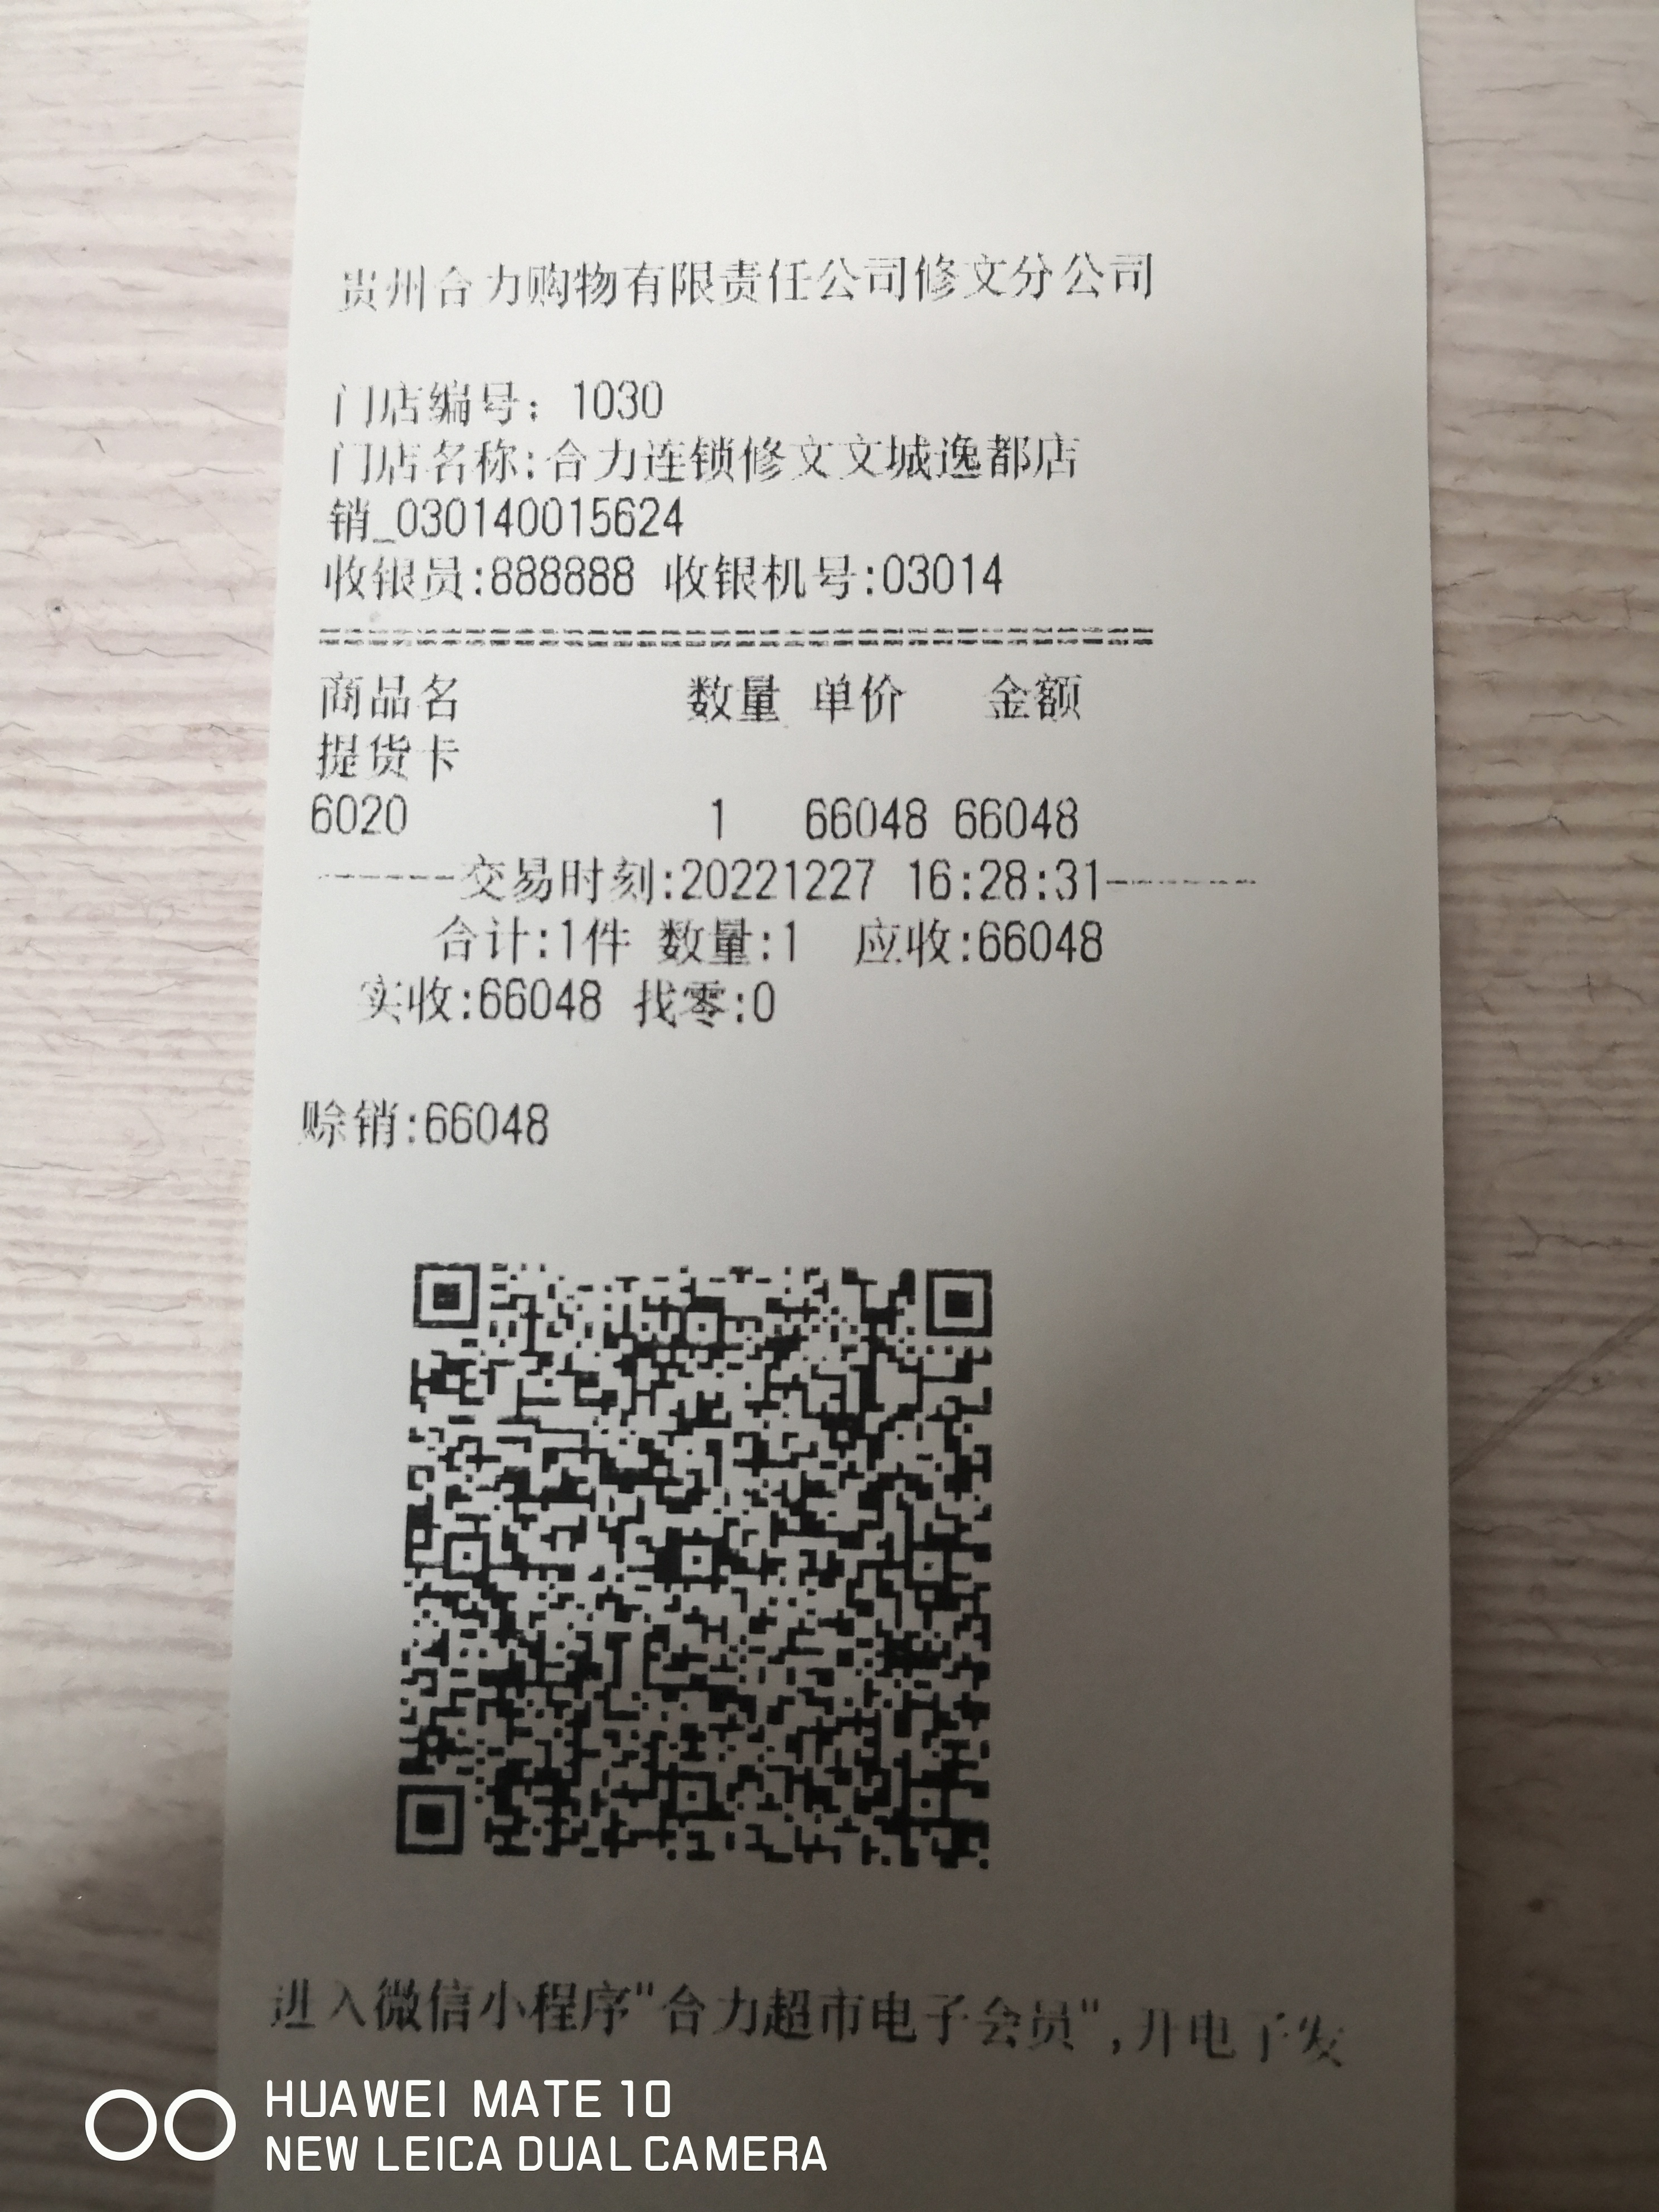 贵州合力购物有限责任公司修文分公司
门店编号: 1030
门店名称:合力连锁修文文城逸都店
销_030140015624
收银员:888888 收银机号:03014
==================================
商品名 数量 单价 金额
提货卡
6020 1 66048 66048
------交易时刻:20221227 16:28:31------
合计:1件 数量:1 应收:66048
实收:66048 找零:0
赊销:66048
进入微信小程序"合力超市电子会员",开电子发
HUAWEI MATE 10
NEW LEICA DUAL CAMERA